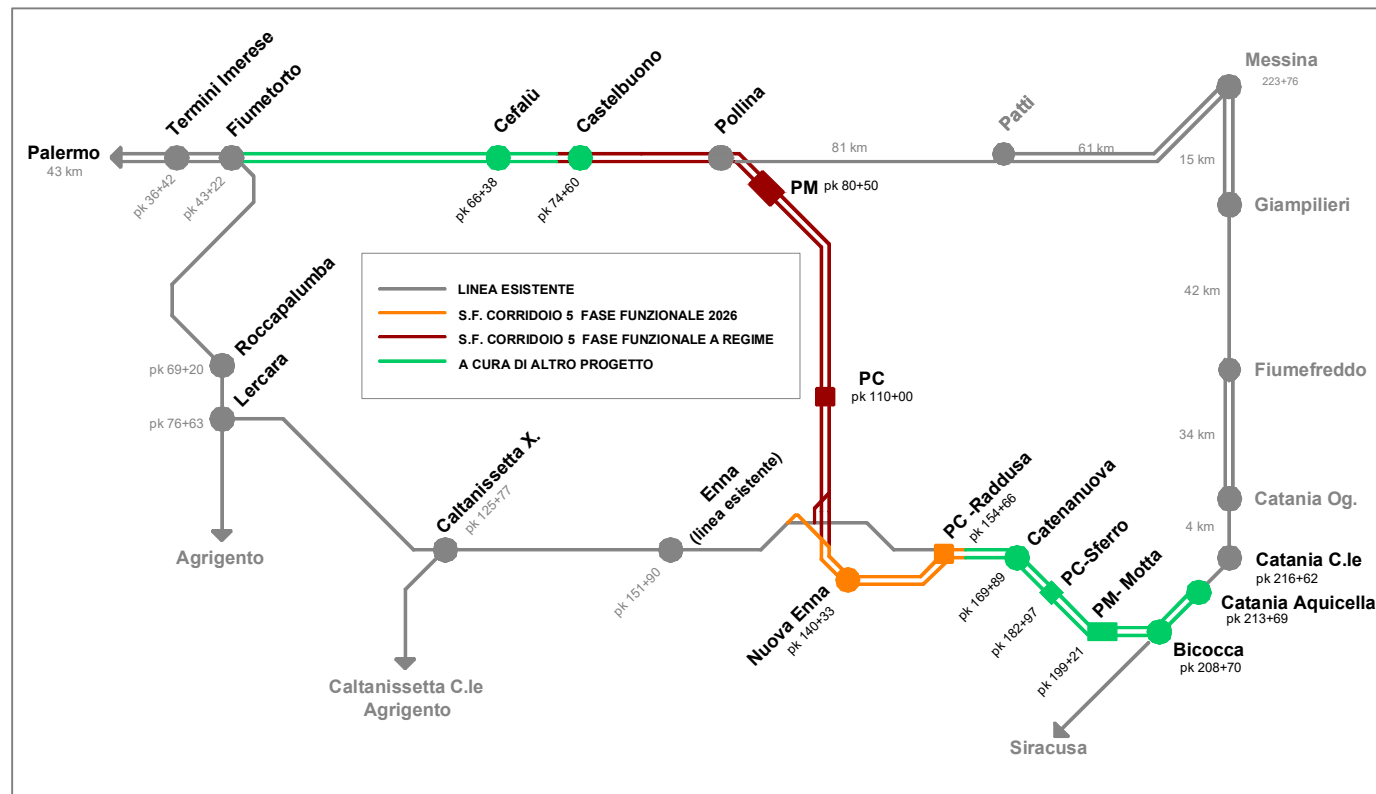 Messina
223+76
Termini Imerese
Fiumetorto
Cefalù
Castelbuono
Pollina
Patti
Palermo
43 km
81 km
61 km
15 km
pk 36+42
pk 43+22
pk 66+38
pk 74+60
PM pk 80+50
Giampilieri
LINEA ESISTENTE
S.F. CORRIDOIO 5 FASE FUNZIONALE 2026
S.F. CORRIDOIO 5 FASE FUNZIONALE A REGIME
A CURA DI ALTRO PROGETTO
42 km
Roccapalumba
pk 69+20
Lercara
pk 76+63
PC
pk 110+00
Fiumefreddo
34 km
Caltanissetta X.
pk 125+77
Enna
(linea esistente)
pk 151+90
PC -Raddusa
pk 154+66
Catenanuova
pk 169+89
PC-Sferro
pk 182+97
PM- Motta
pk 199+21
Catania Og.
4 km
Catania C.le
pk 216+62
Catania Aquicella
pk 213+69
Bicocca
pk 208+70
Nuova Enna
pk 140+33
Agrigento
Caltanissetta C.le
Agrigento
Siracusa